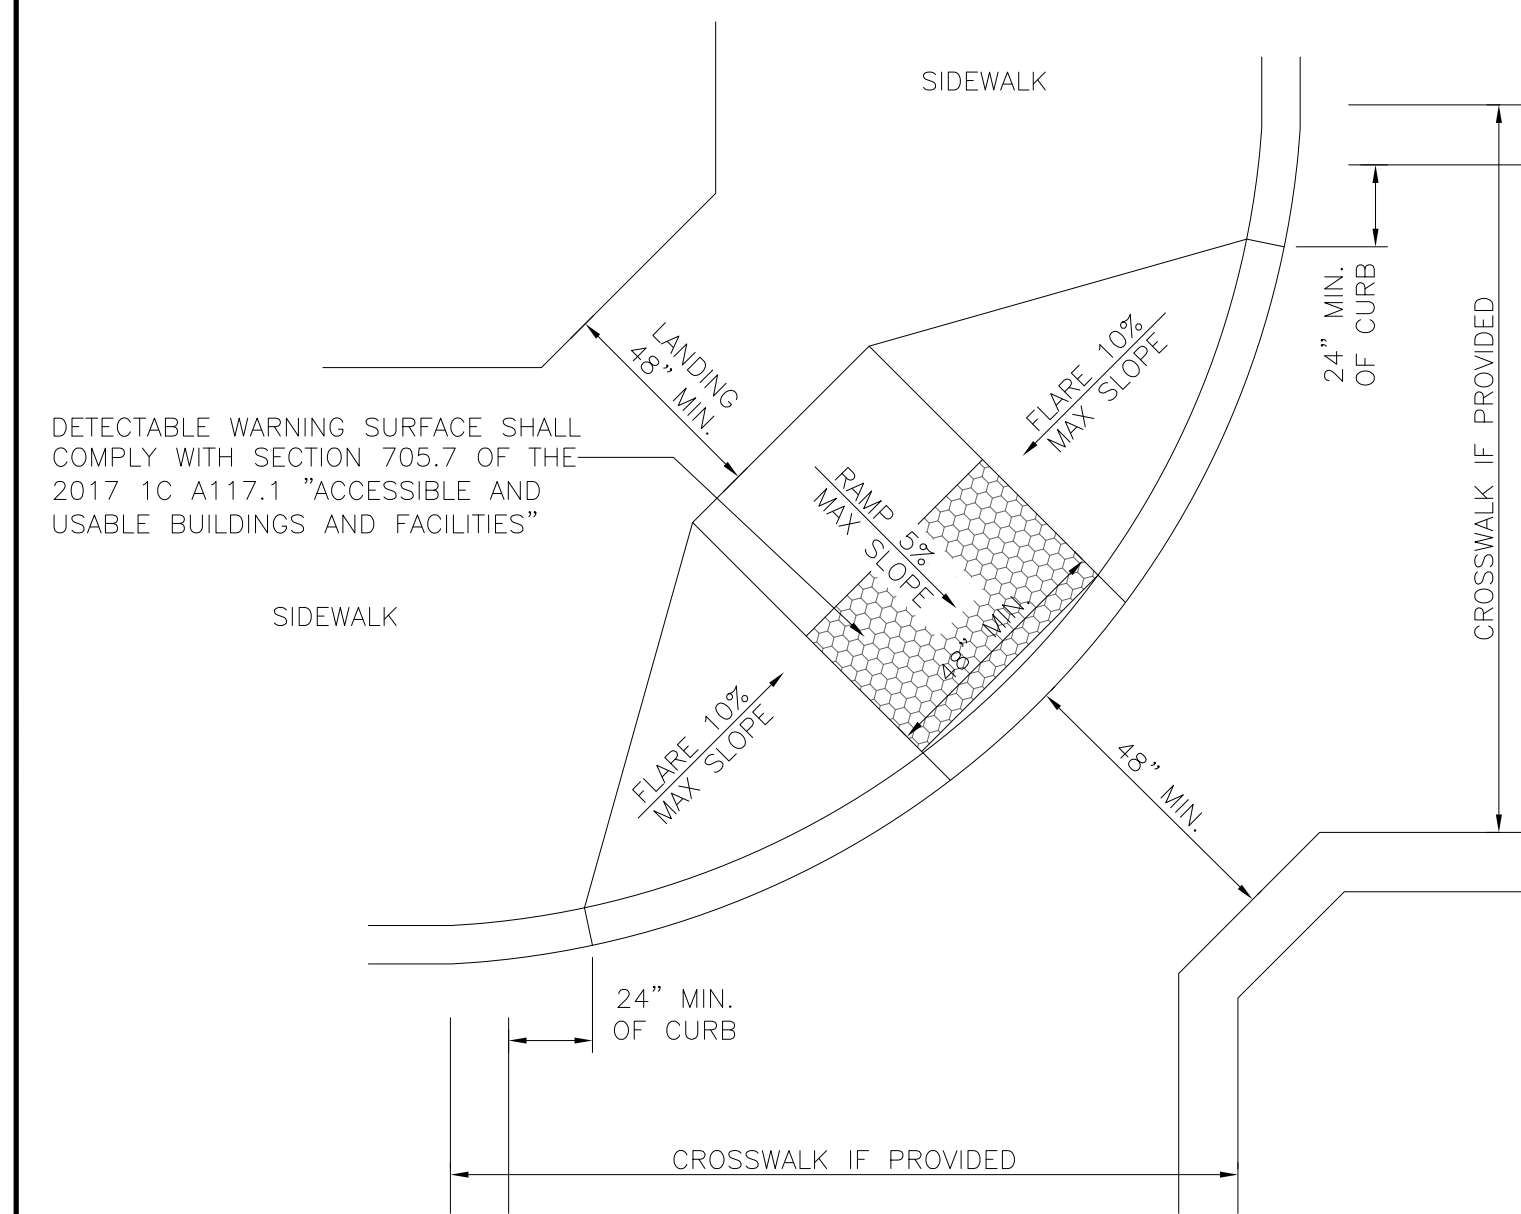 SIDEWALK
LANDING
48” MIN.
FLARE 10%
MAX SLOPE
24” MIN.
OF CURB
CROSSWALK IF PROVIDED
DETECTABLE WARNING SURFACE SHALL
COMPLY WITH SECTION 705.7 OF THE
2017 1C A117.1 ”ACCESSIBLE AND
USABLE BUILDINGS AND FACILITIES”
RAMP 5%
MAX SLOPE
48” MIN.
SIDEWALK
FLARE 10%
MAX SLOPE
48” MIN.
24” MIN.
OF CURB
CROSSWALK IF PROVIDED